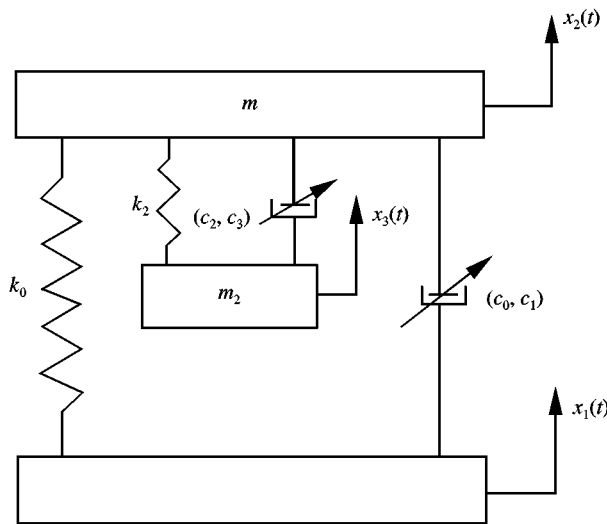 x₂(t)
m
k₂
(c₂, c₃)
x₃(t)
k₀
m₂
(c₀, c₁)
x₁(t)